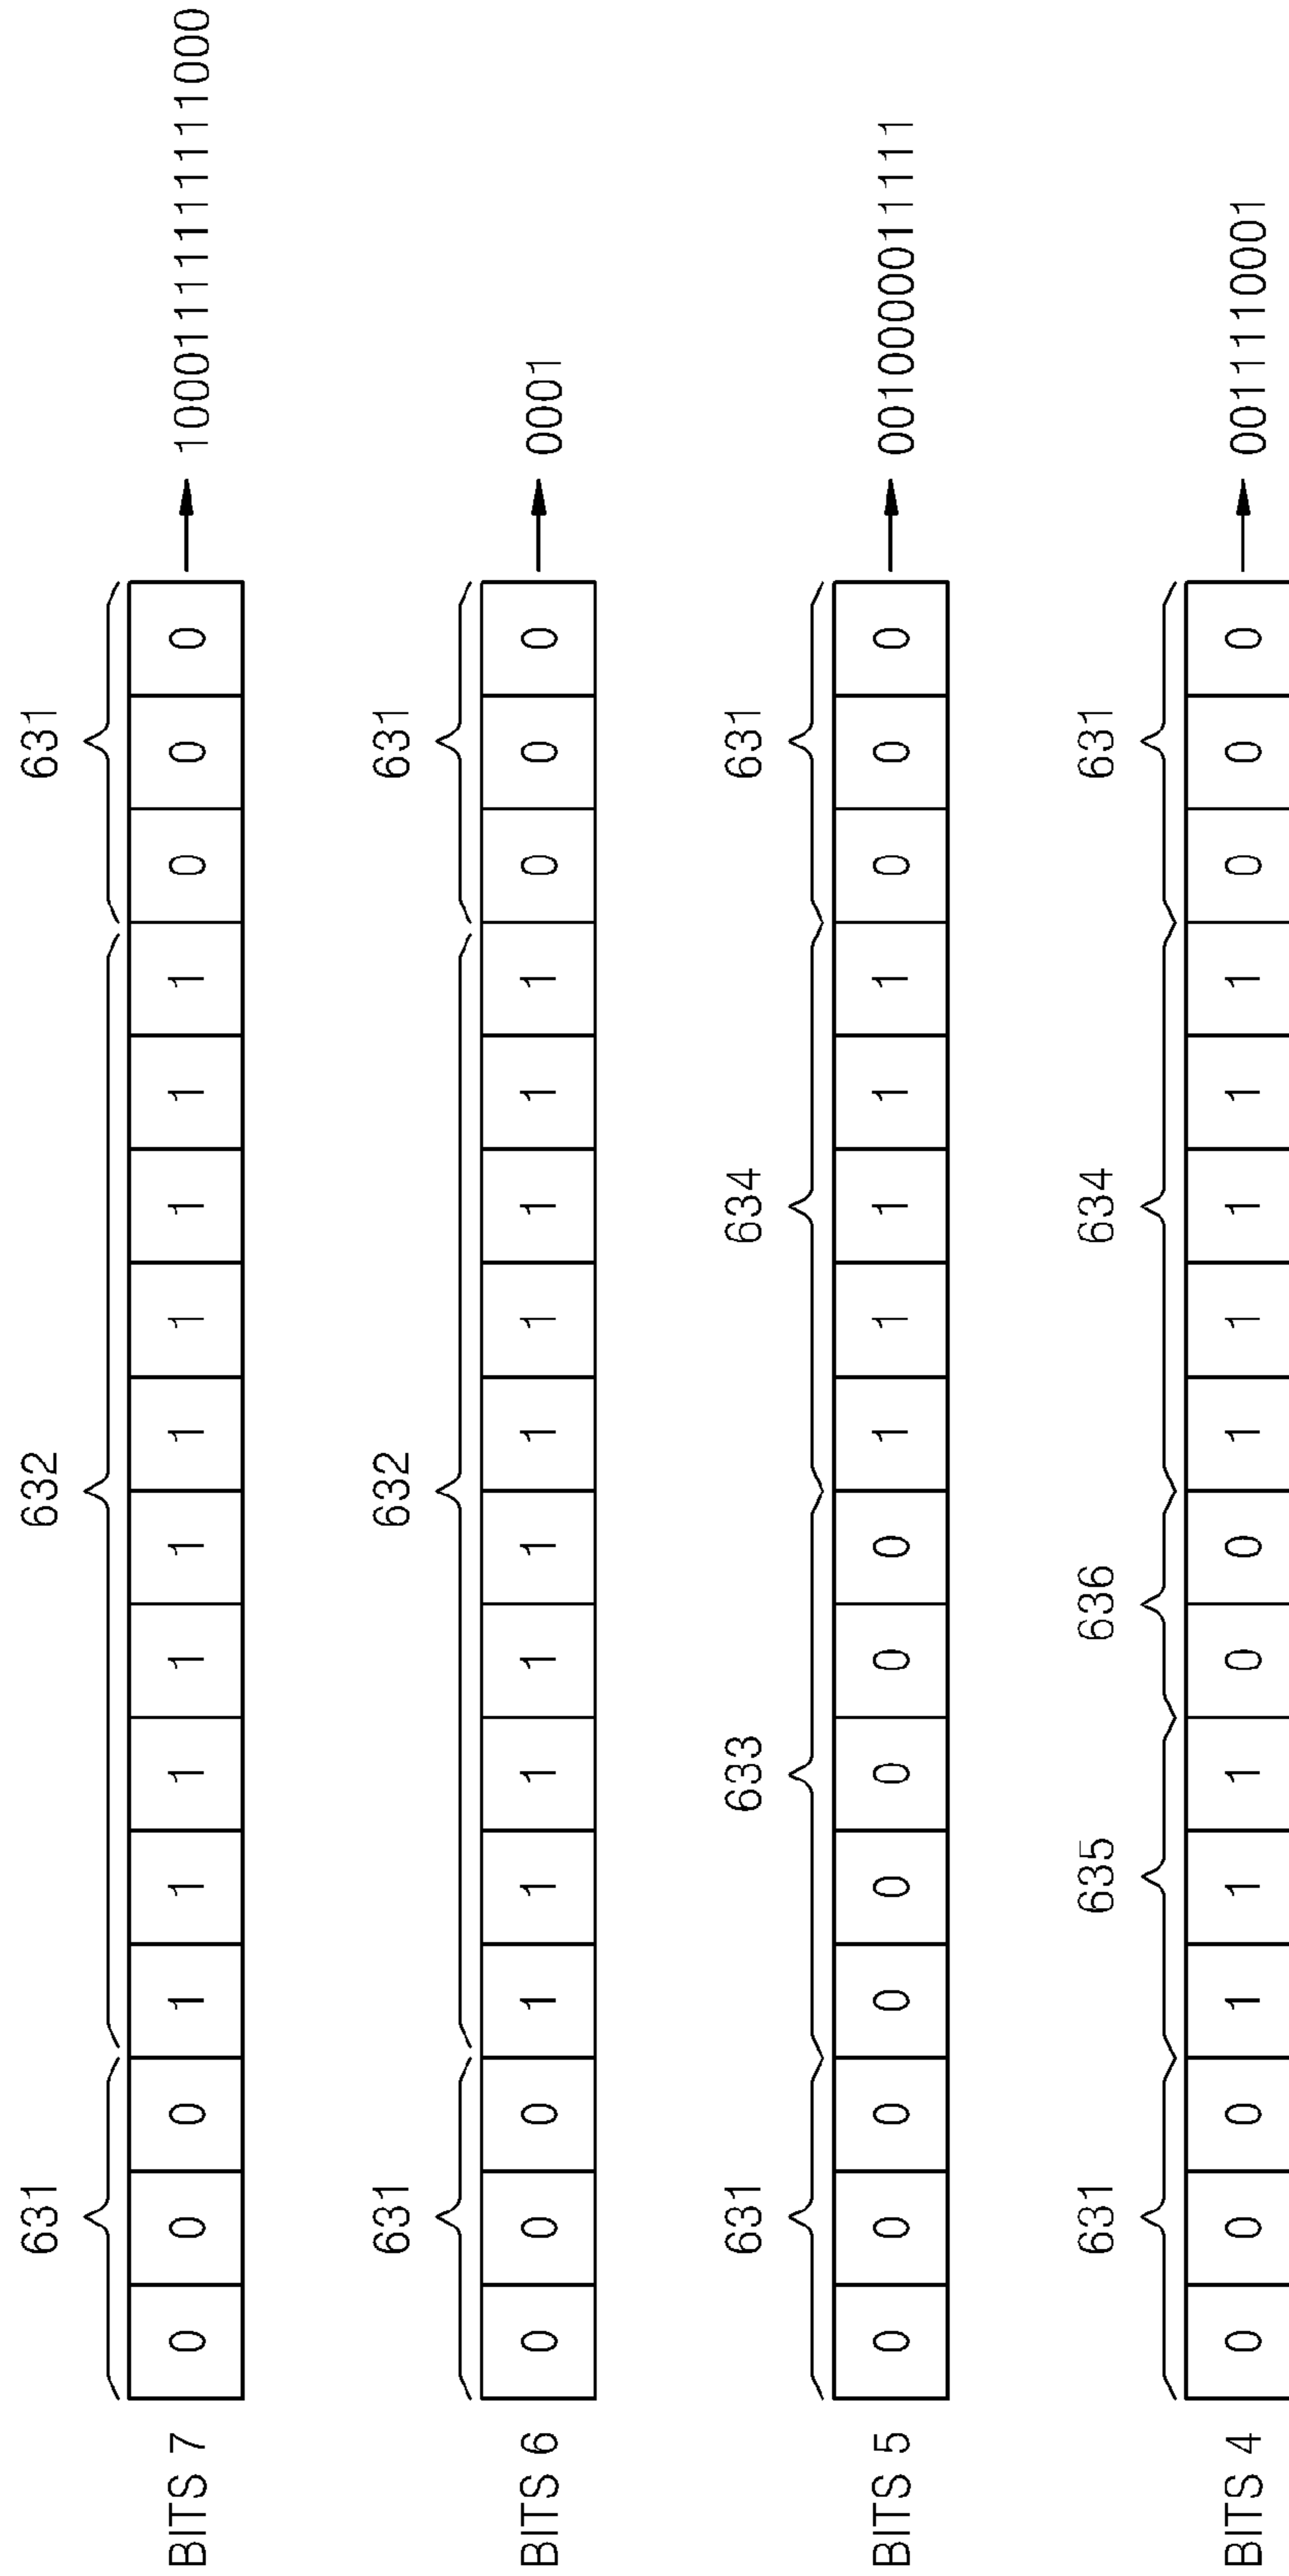 631 632 631
BITS 7 0 0 0 1 1 1 1 1 1 1 1 1 1 0 0 0 10001111111111000
631 632 631
BITS 6 0 0 0 1 1 1 1 1 1 1 1 1 1 0 0 0 0001
631 633 634 631
BITS 5 0 0 0 0 0 0 0 0 1 1 1 1 1 0 0 0 0010000011111
631 635 636 634 631
BITS 4 0 0 0 1 1 1 0 0 1 1 1 1 1 0 0 0 0011110001